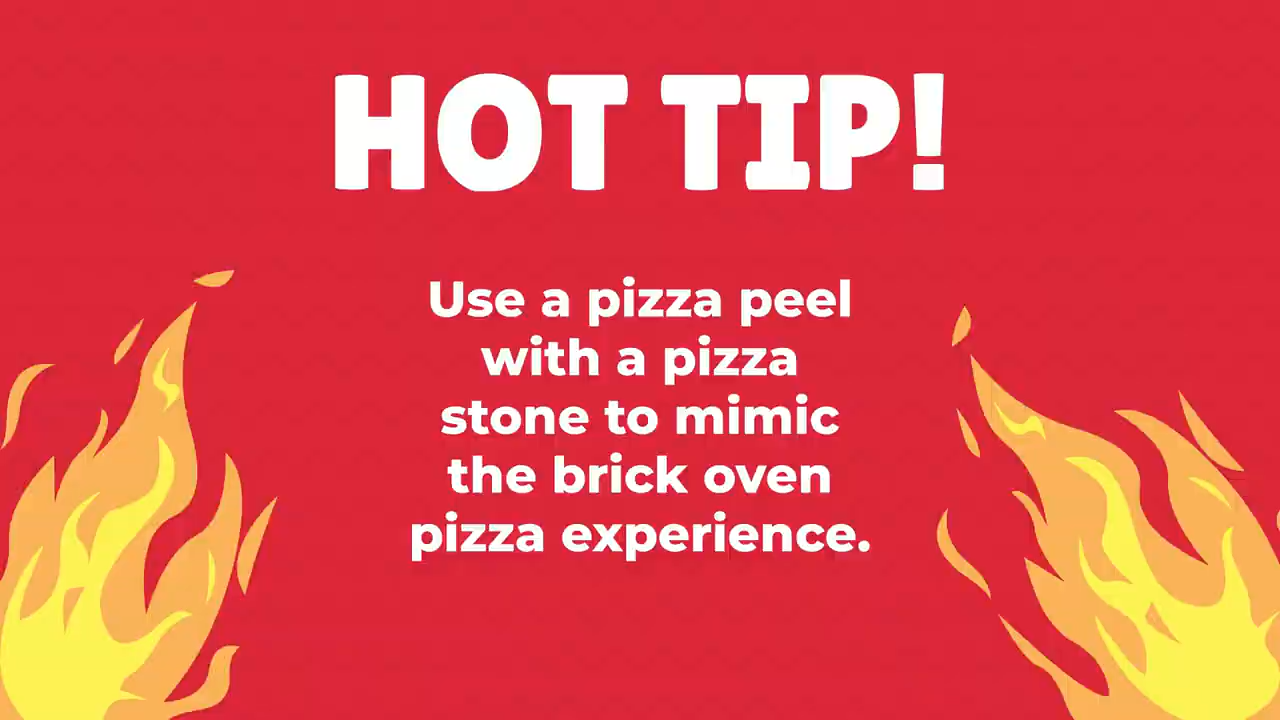 HOT TIP!
Use a pizza peel
with a pizza
stone to mimic
the brick oven
pizza experience.